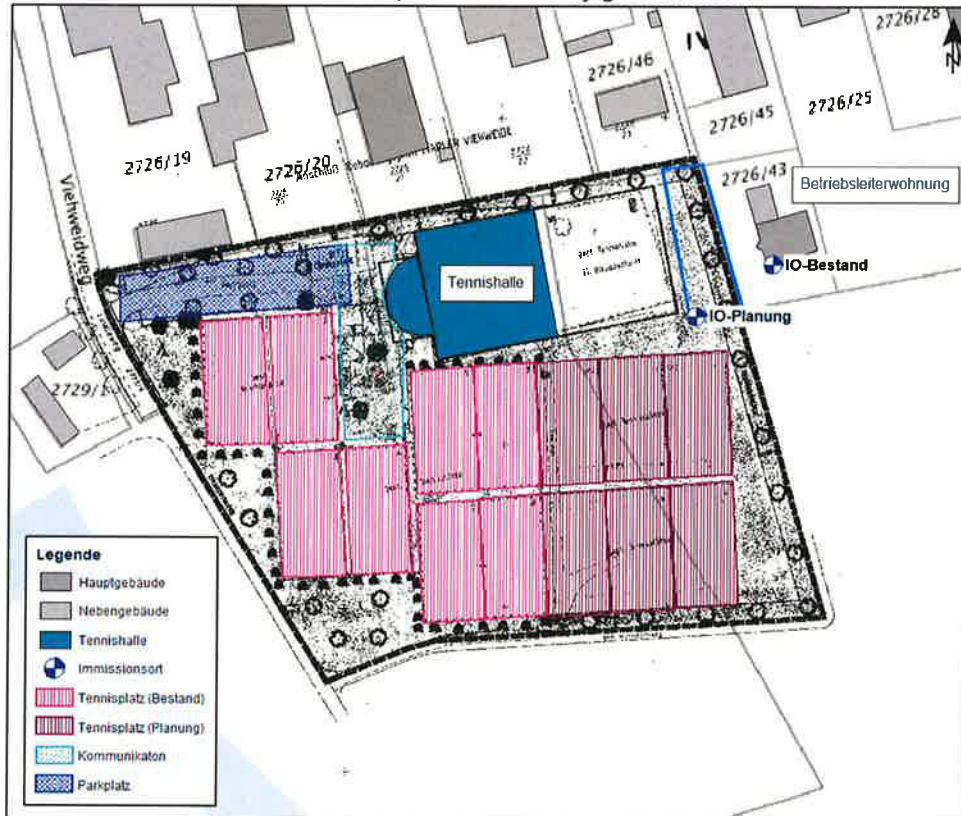 2726/28
2726/46
2726/45
2726/25
2726/19
2726/20
2726/43
Betriebsleiterwohnung
Viehweidweg
IO-Bestand
Tennishalle
IO-Planung
2729/1
N
Legende
Hauptgebäude
Nebengebäude
Tennishalle
Immissionsort
Tennisplatz (Bestand)
Tennisplatz (Planung)
Kommunikaton
Parkplatz